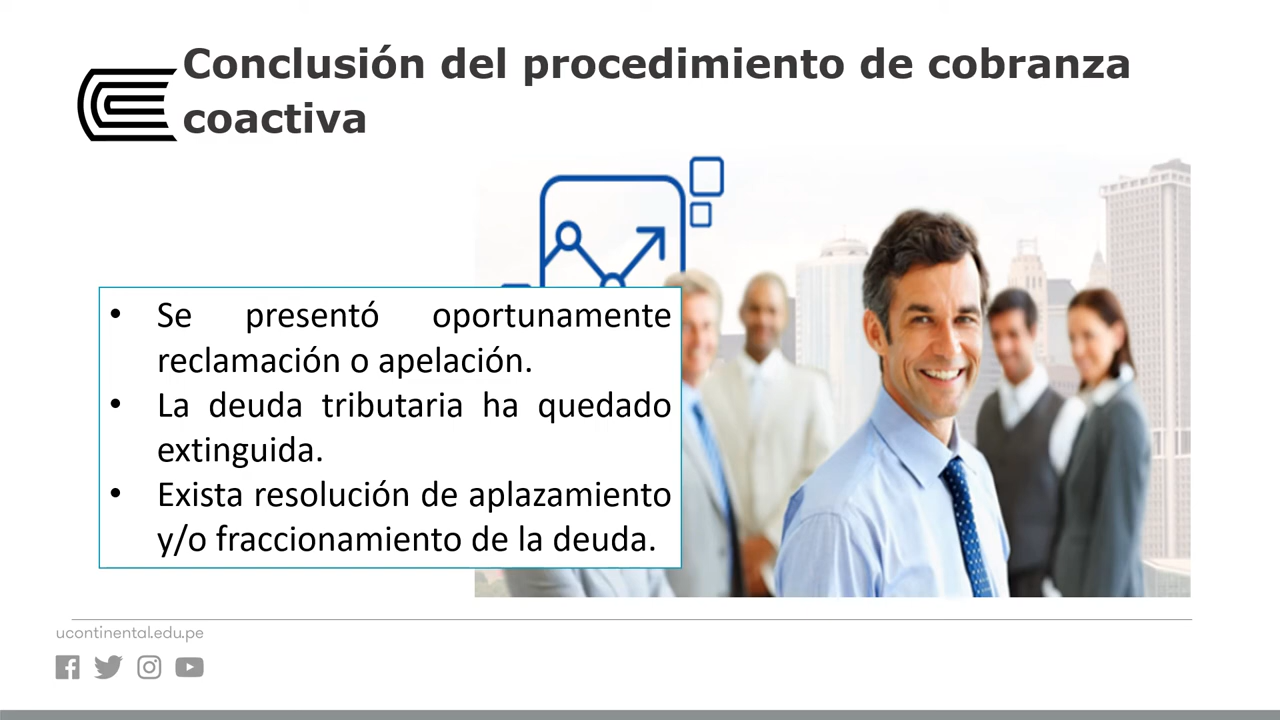 Conclusión del procedimiento de cobranza
coactiva
• Se presentó oportunamente
reclamación o apelación.
• La deuda tributaria ha quedado
extinguida.
• Exista resolución de aplazamiento
y/o fraccionamiento de la deuda.
ucontinental.edu.pe